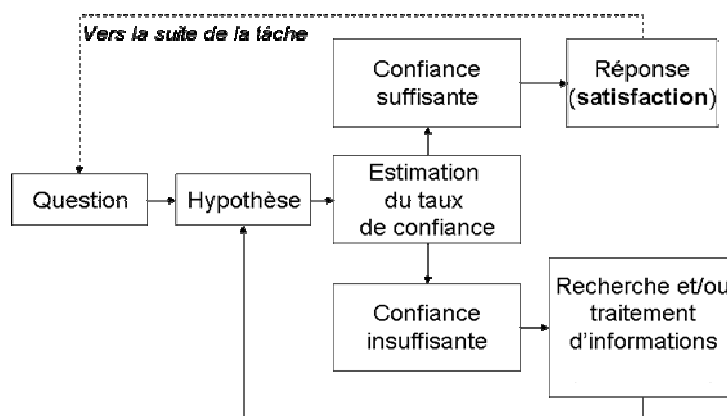 Vers la suite de la tâche
Confiance
suffisante
Réponse
(satisfaction)
Question
Hypothèse
Estimation
du taux
de confiance
Confiance
insuffisante
Recherche et/ou
traitement
d'informations